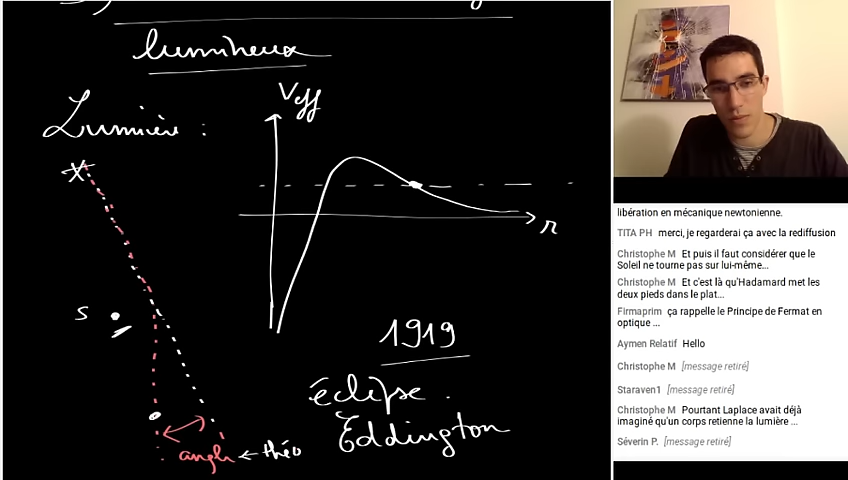 lumineux
Lumière :
Veff
r
S
1919
éclipse.
Eddington
angle ← théo
libération en mécanique newtonienne.
TITA PH merci, je regarderai ça avec la rediffusion
Christophe M Et puis il faut considérer que le
Soleil ne tourne pas sur lui-même...
Christophe M Et c'est là qu'Hadamard met les
deux pieds dans le plat...
Firmaprim ça rappelle le Principe de Fermat en
optique ...
Aymen Relatif Hello
Christophe M [message retiré]
Staraven1 [message retiré]
Christophe M Pourtant Laplace avait déjà
imaginé qu'un corps retienne la lumière ...
Séverin P. [message retiré]